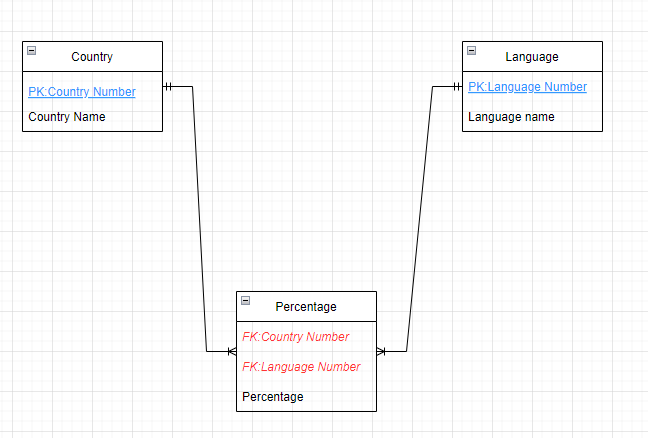 Country
PK:Country Number
Country Name
Language
PK:Language Number
Language name
Percentage
FK:Country Number
FK:Language Number
Percentage